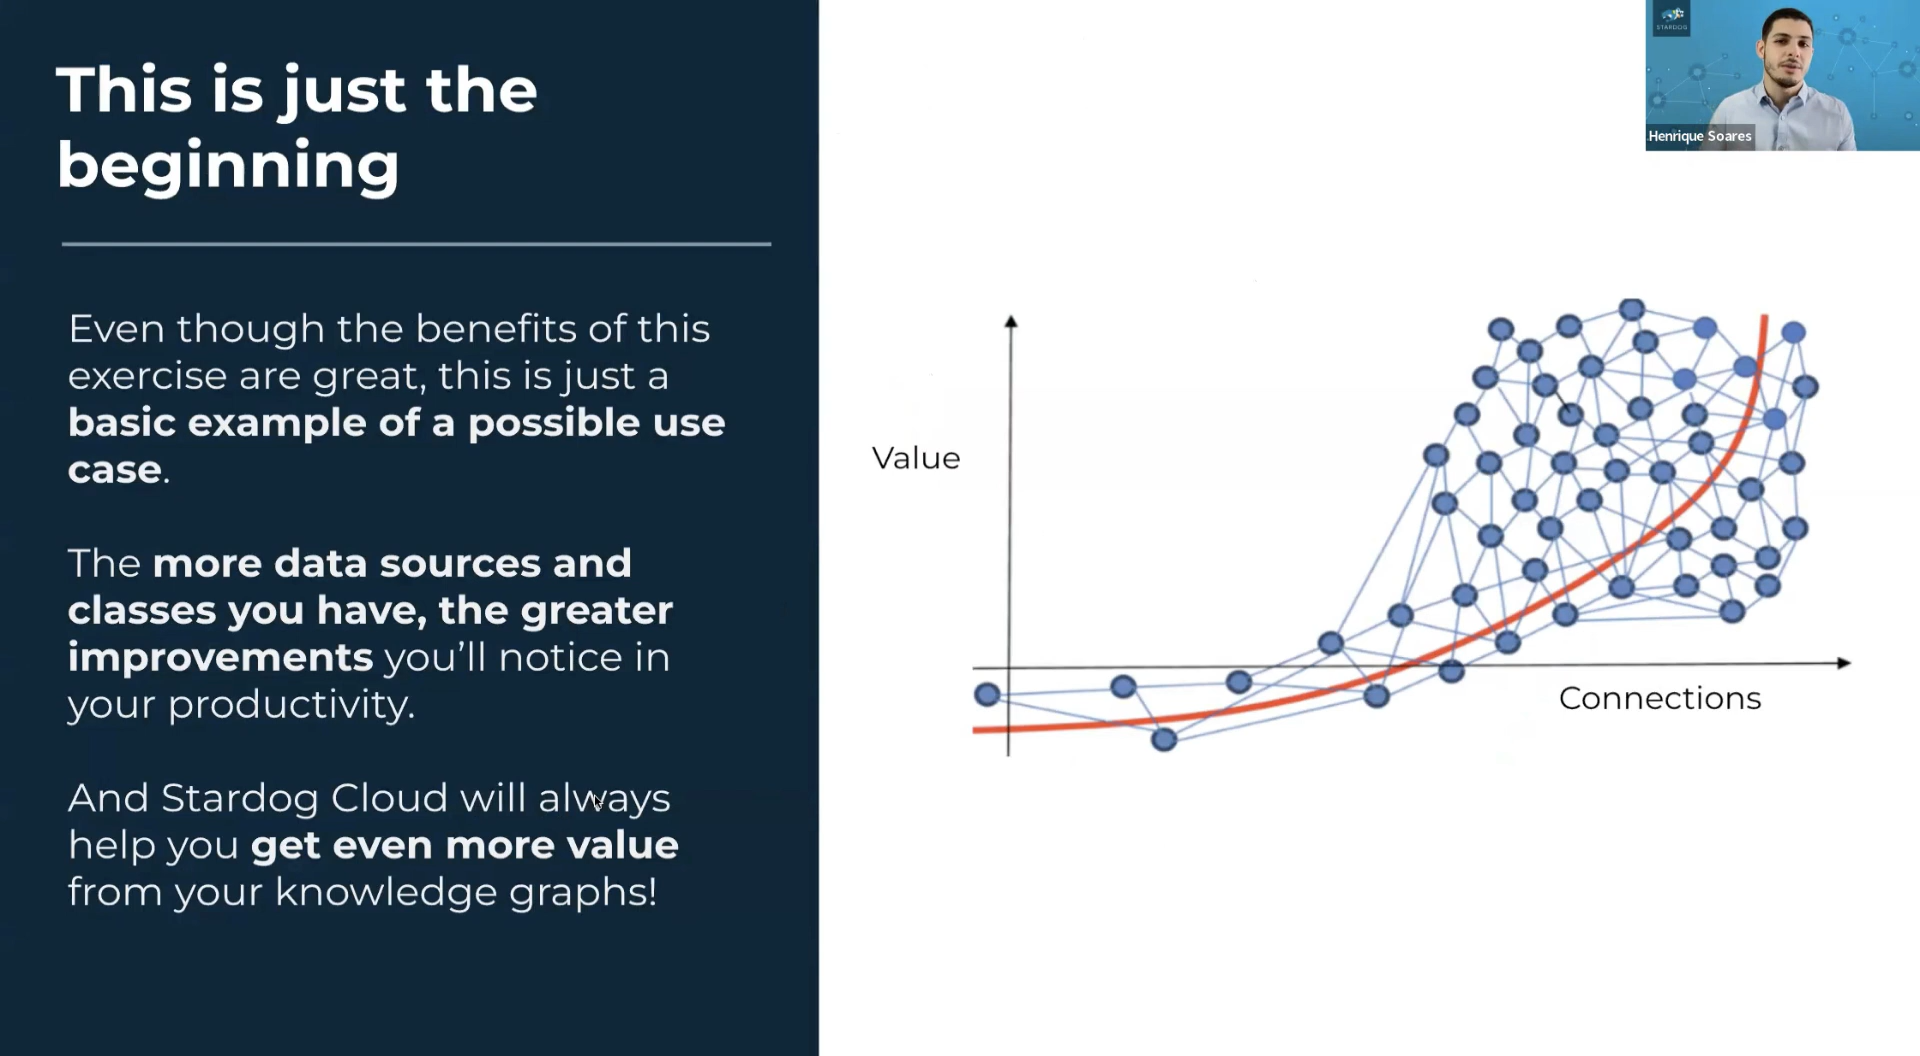 This is just the
beginning
Even though the benefits of this
exercise are great, this is just a
basic example of a possible use
case.
The more data sources and
classes you have, the greater
improvements you’ll notice in
your productivity.
And Stardog Cloud will always
help you get even more value
from your knowledge graphs!
Value
Connections
STARDOG
Henrique Soares